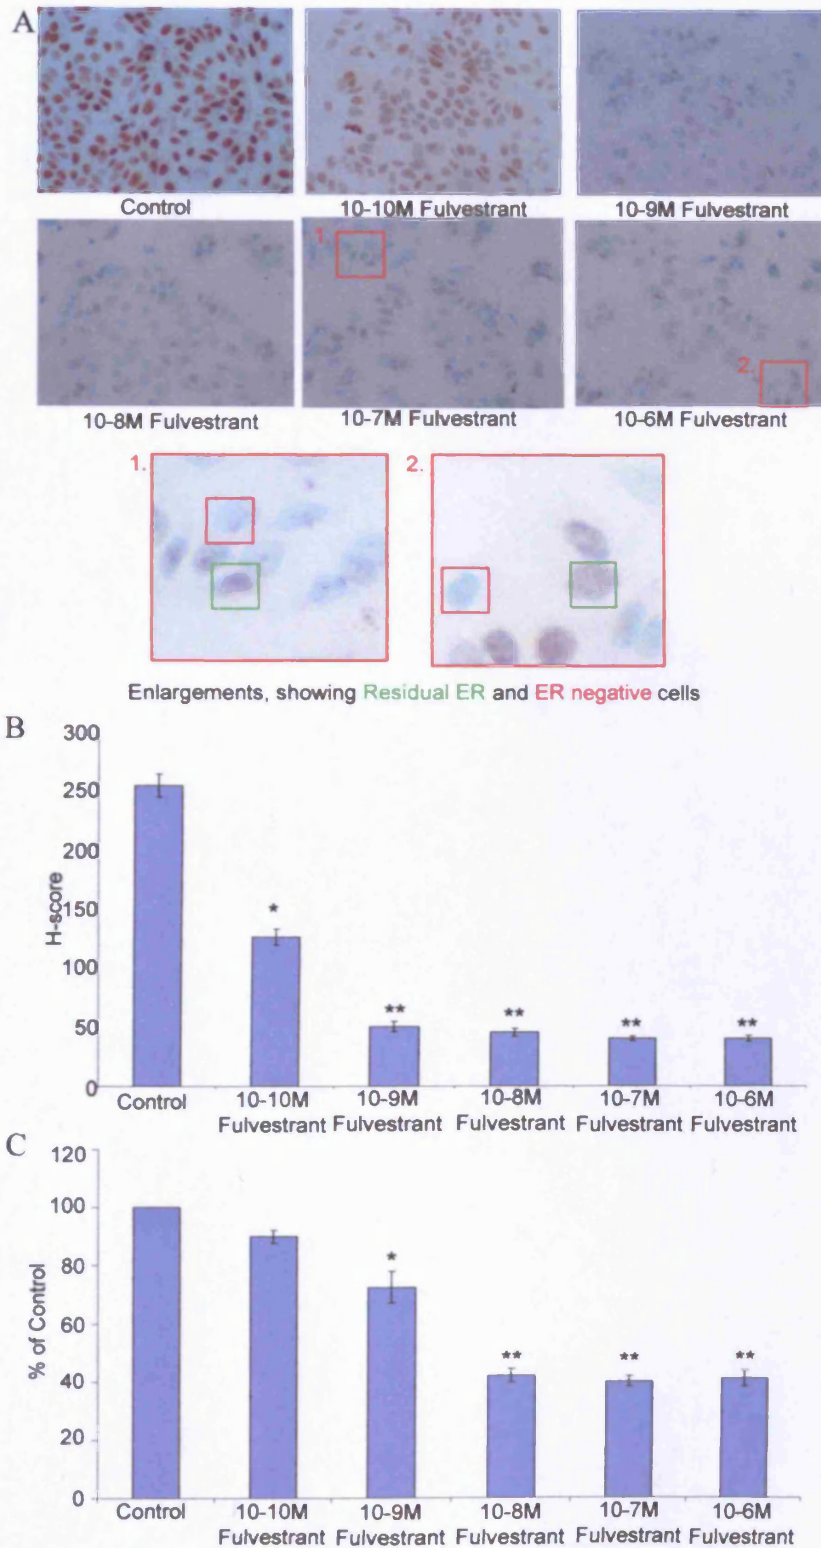 A
Control
10-10M Fulvestrant
10-9M Fulvestrant
1.
2.
10-8M Fulvestrant
10-7M Fulvestrant
10-6M Fulvestrant
1.
2.
Enlargements, showing Residual ER and ER negative cells
B
300
250
200
150
100
50
0
H-score
*
**
**
**
**
Control
10-10M
10-9M
10-8M
10-7M
10-6M
Fulvestrant
Fulvestrant
Fulvestrant
Fulvestrant
Fulvestrant
C
120
100
80
60
40
20
0
% of Control
*
**
**
**
Control
10-10M
10-9M
10-8M
10-7M
10-6M
Fulvestrant
Fulvestrant
Fulvestrant
Fulvestrant
Fulvestrant